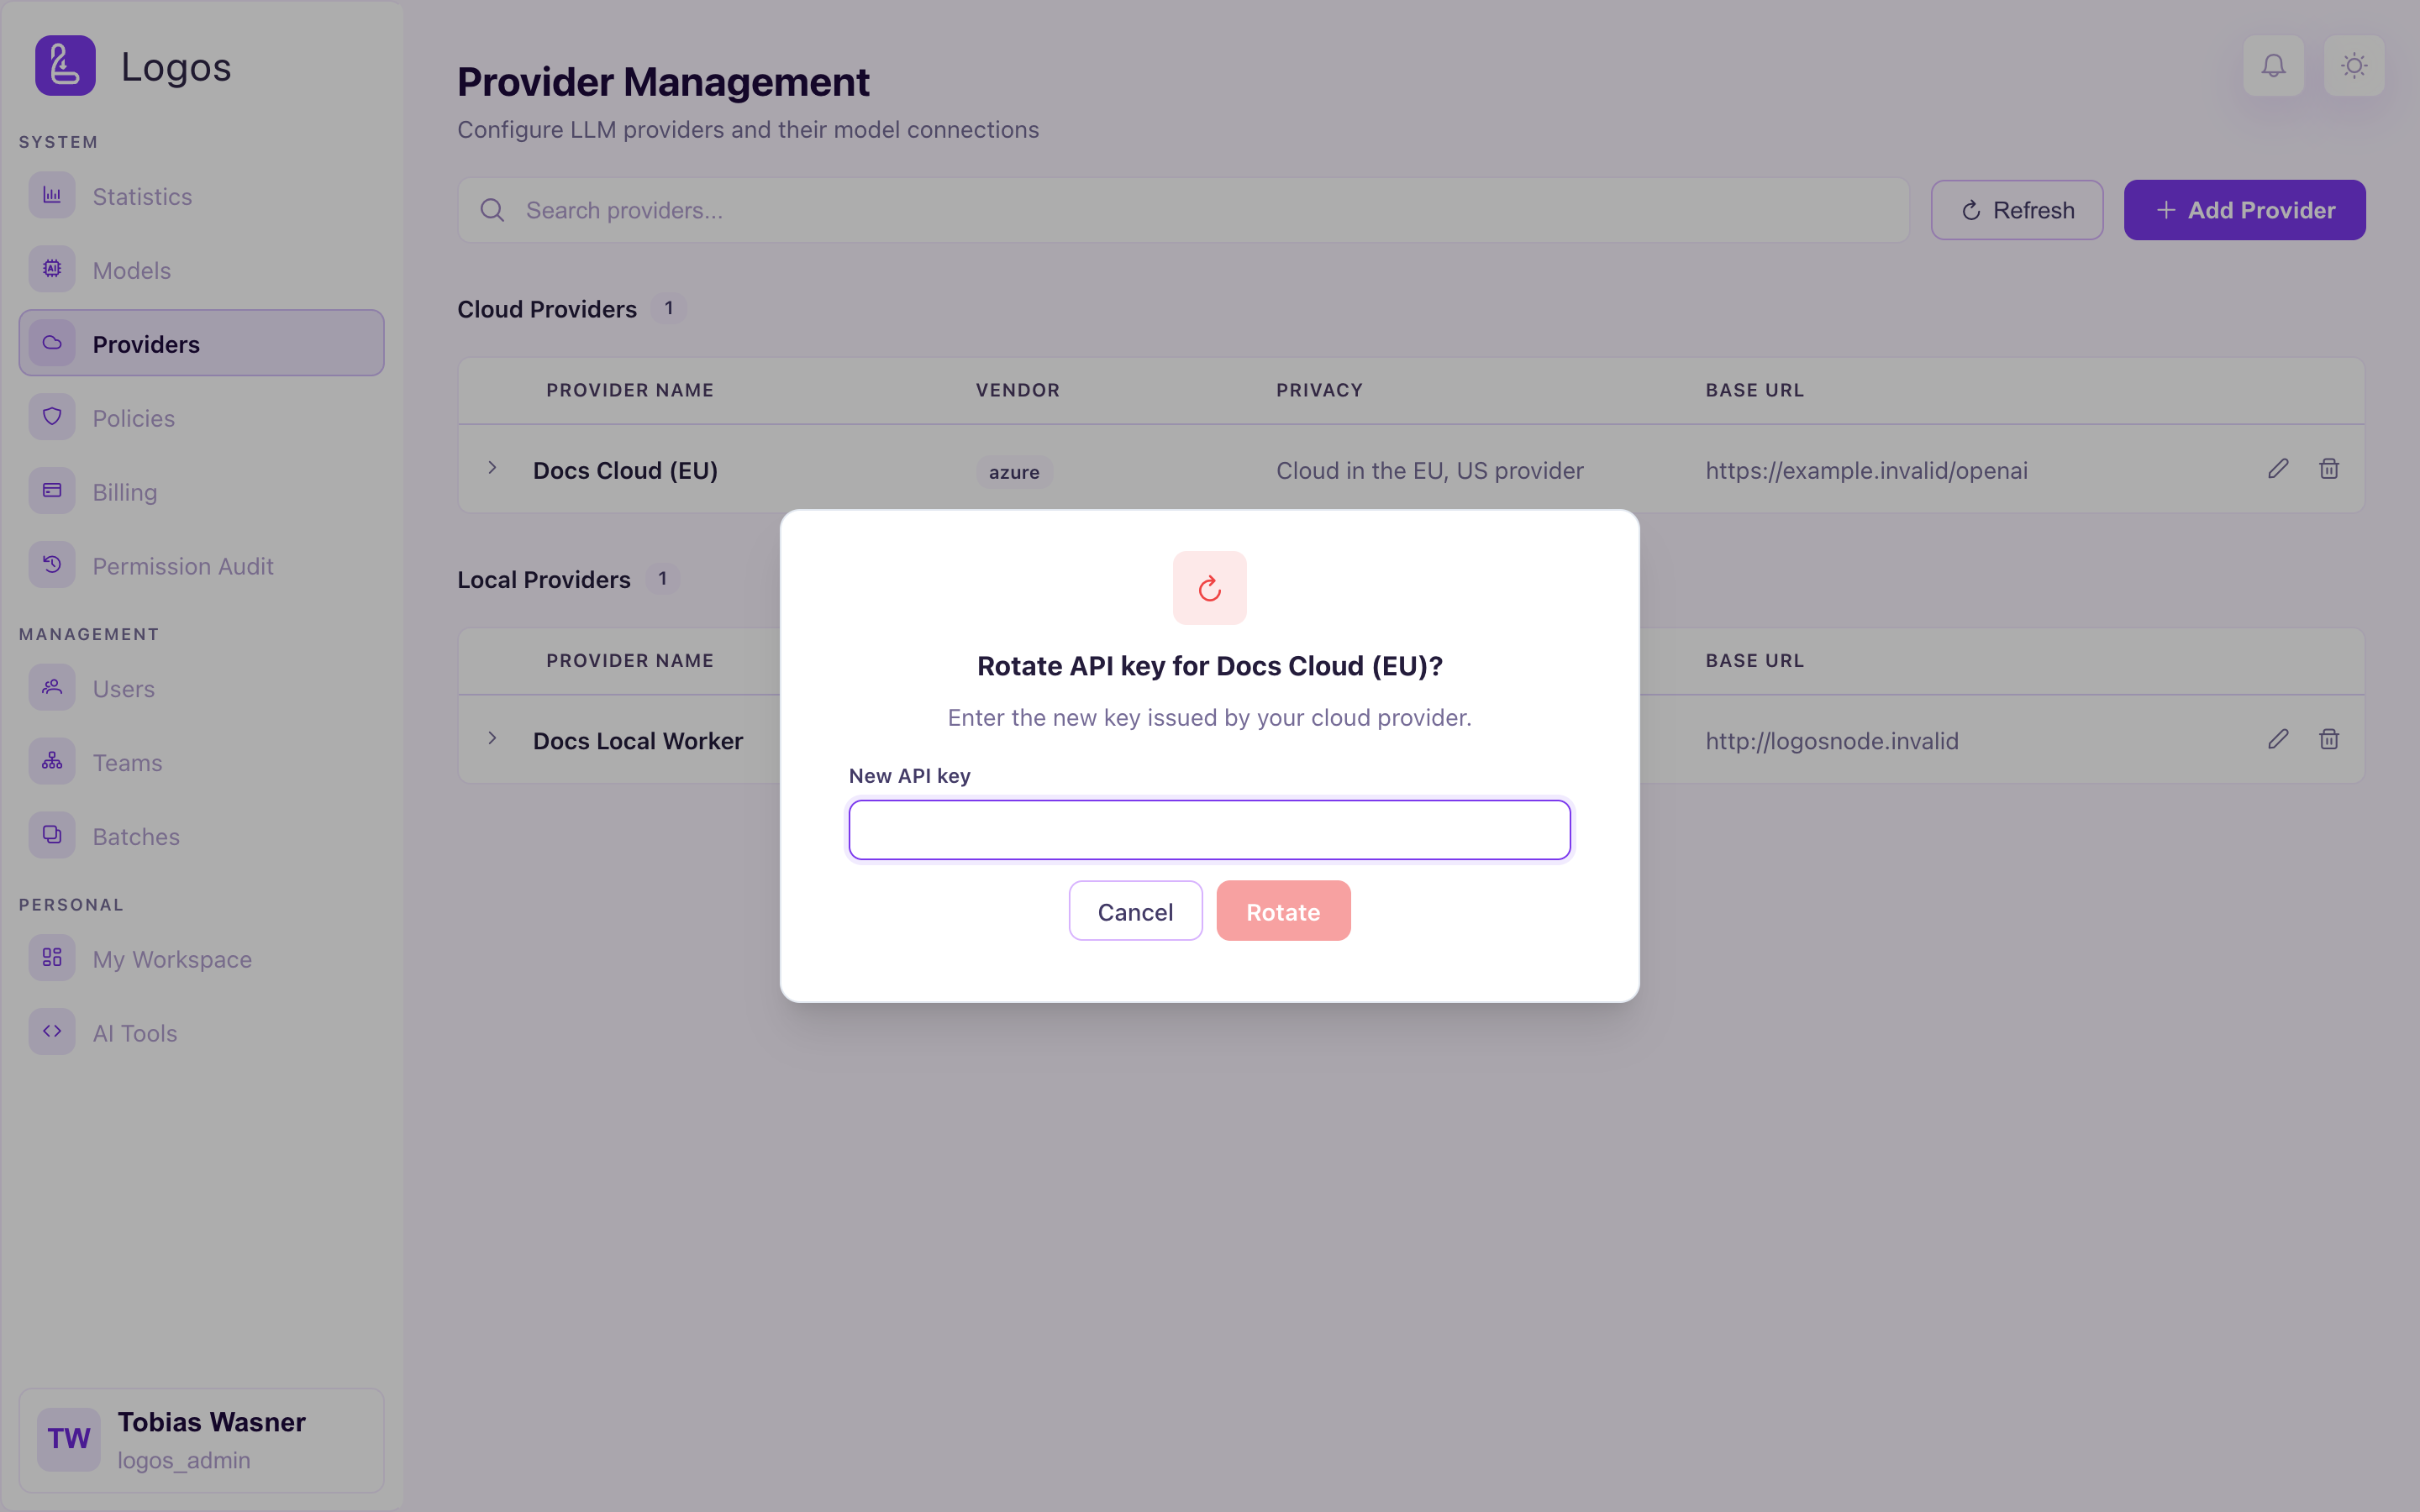 Logos
SYSTEM
Statistics
Models
Providers
Policies
Billing
Permission Audit
MANAGEMENT
Users
Teams
Batches
PERSONAL
My Workspace
AI Tools
TW
Tobias Wasner
logos_admin
Provider Management
Configure LLM providers and their model connections
Search providers...
Refresh
Add Provider
Cloud Providers 1
PROVIDER NAME VENDOR PRIVACY BASE URL
Docs Cloud (EU) azure Cloud in the EU, US provider https://example.invalid/openai
Local Providers 1
PROVIDER NAME BASE URL
Docs Local Worker http://logosnode.invalid
Rotate API key for Docs Cloud (EU)?
Enter the new key issued by your cloud provider.
New API key
Cancel
Rotate